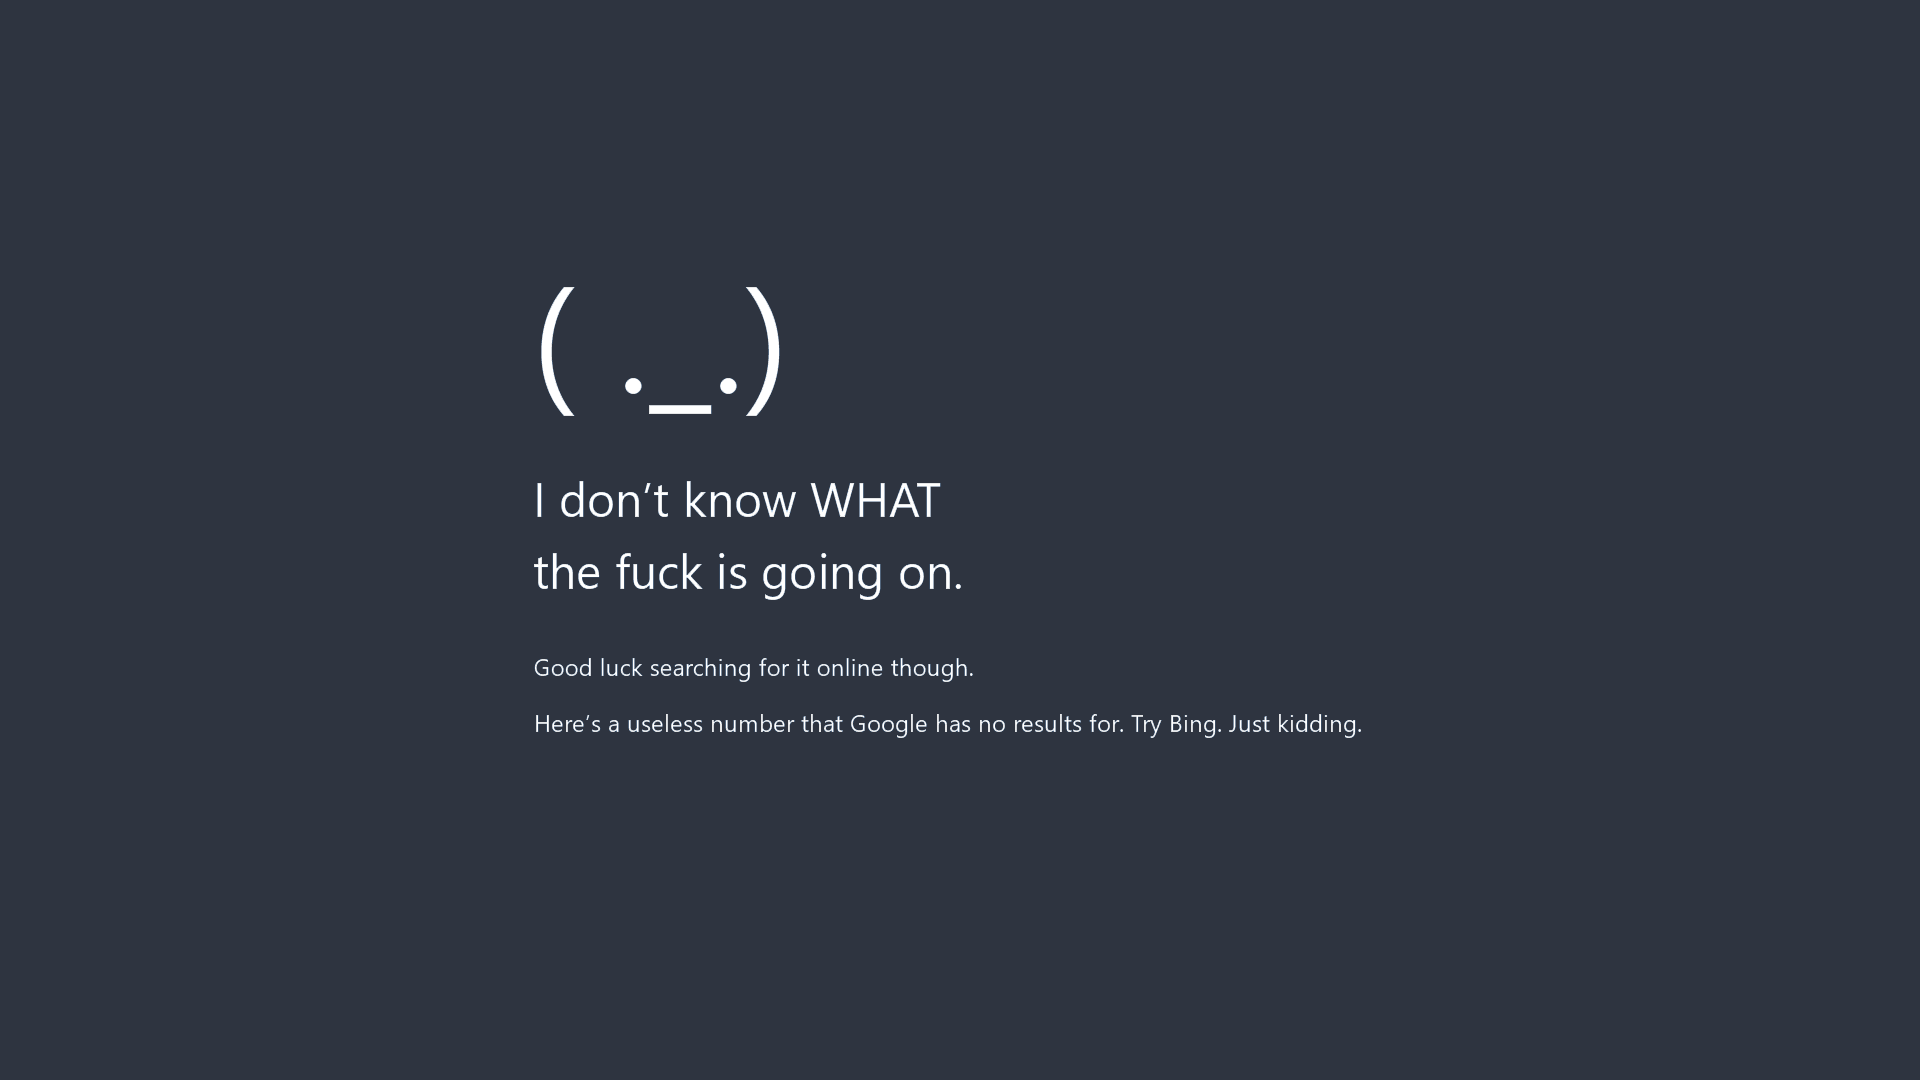 ( ._.)
I don’t know WHAT
the fuck is going on.
Good luck searching for it online though.
Here’s a useless number that Google has no results for. Try Bing. Just kidding.